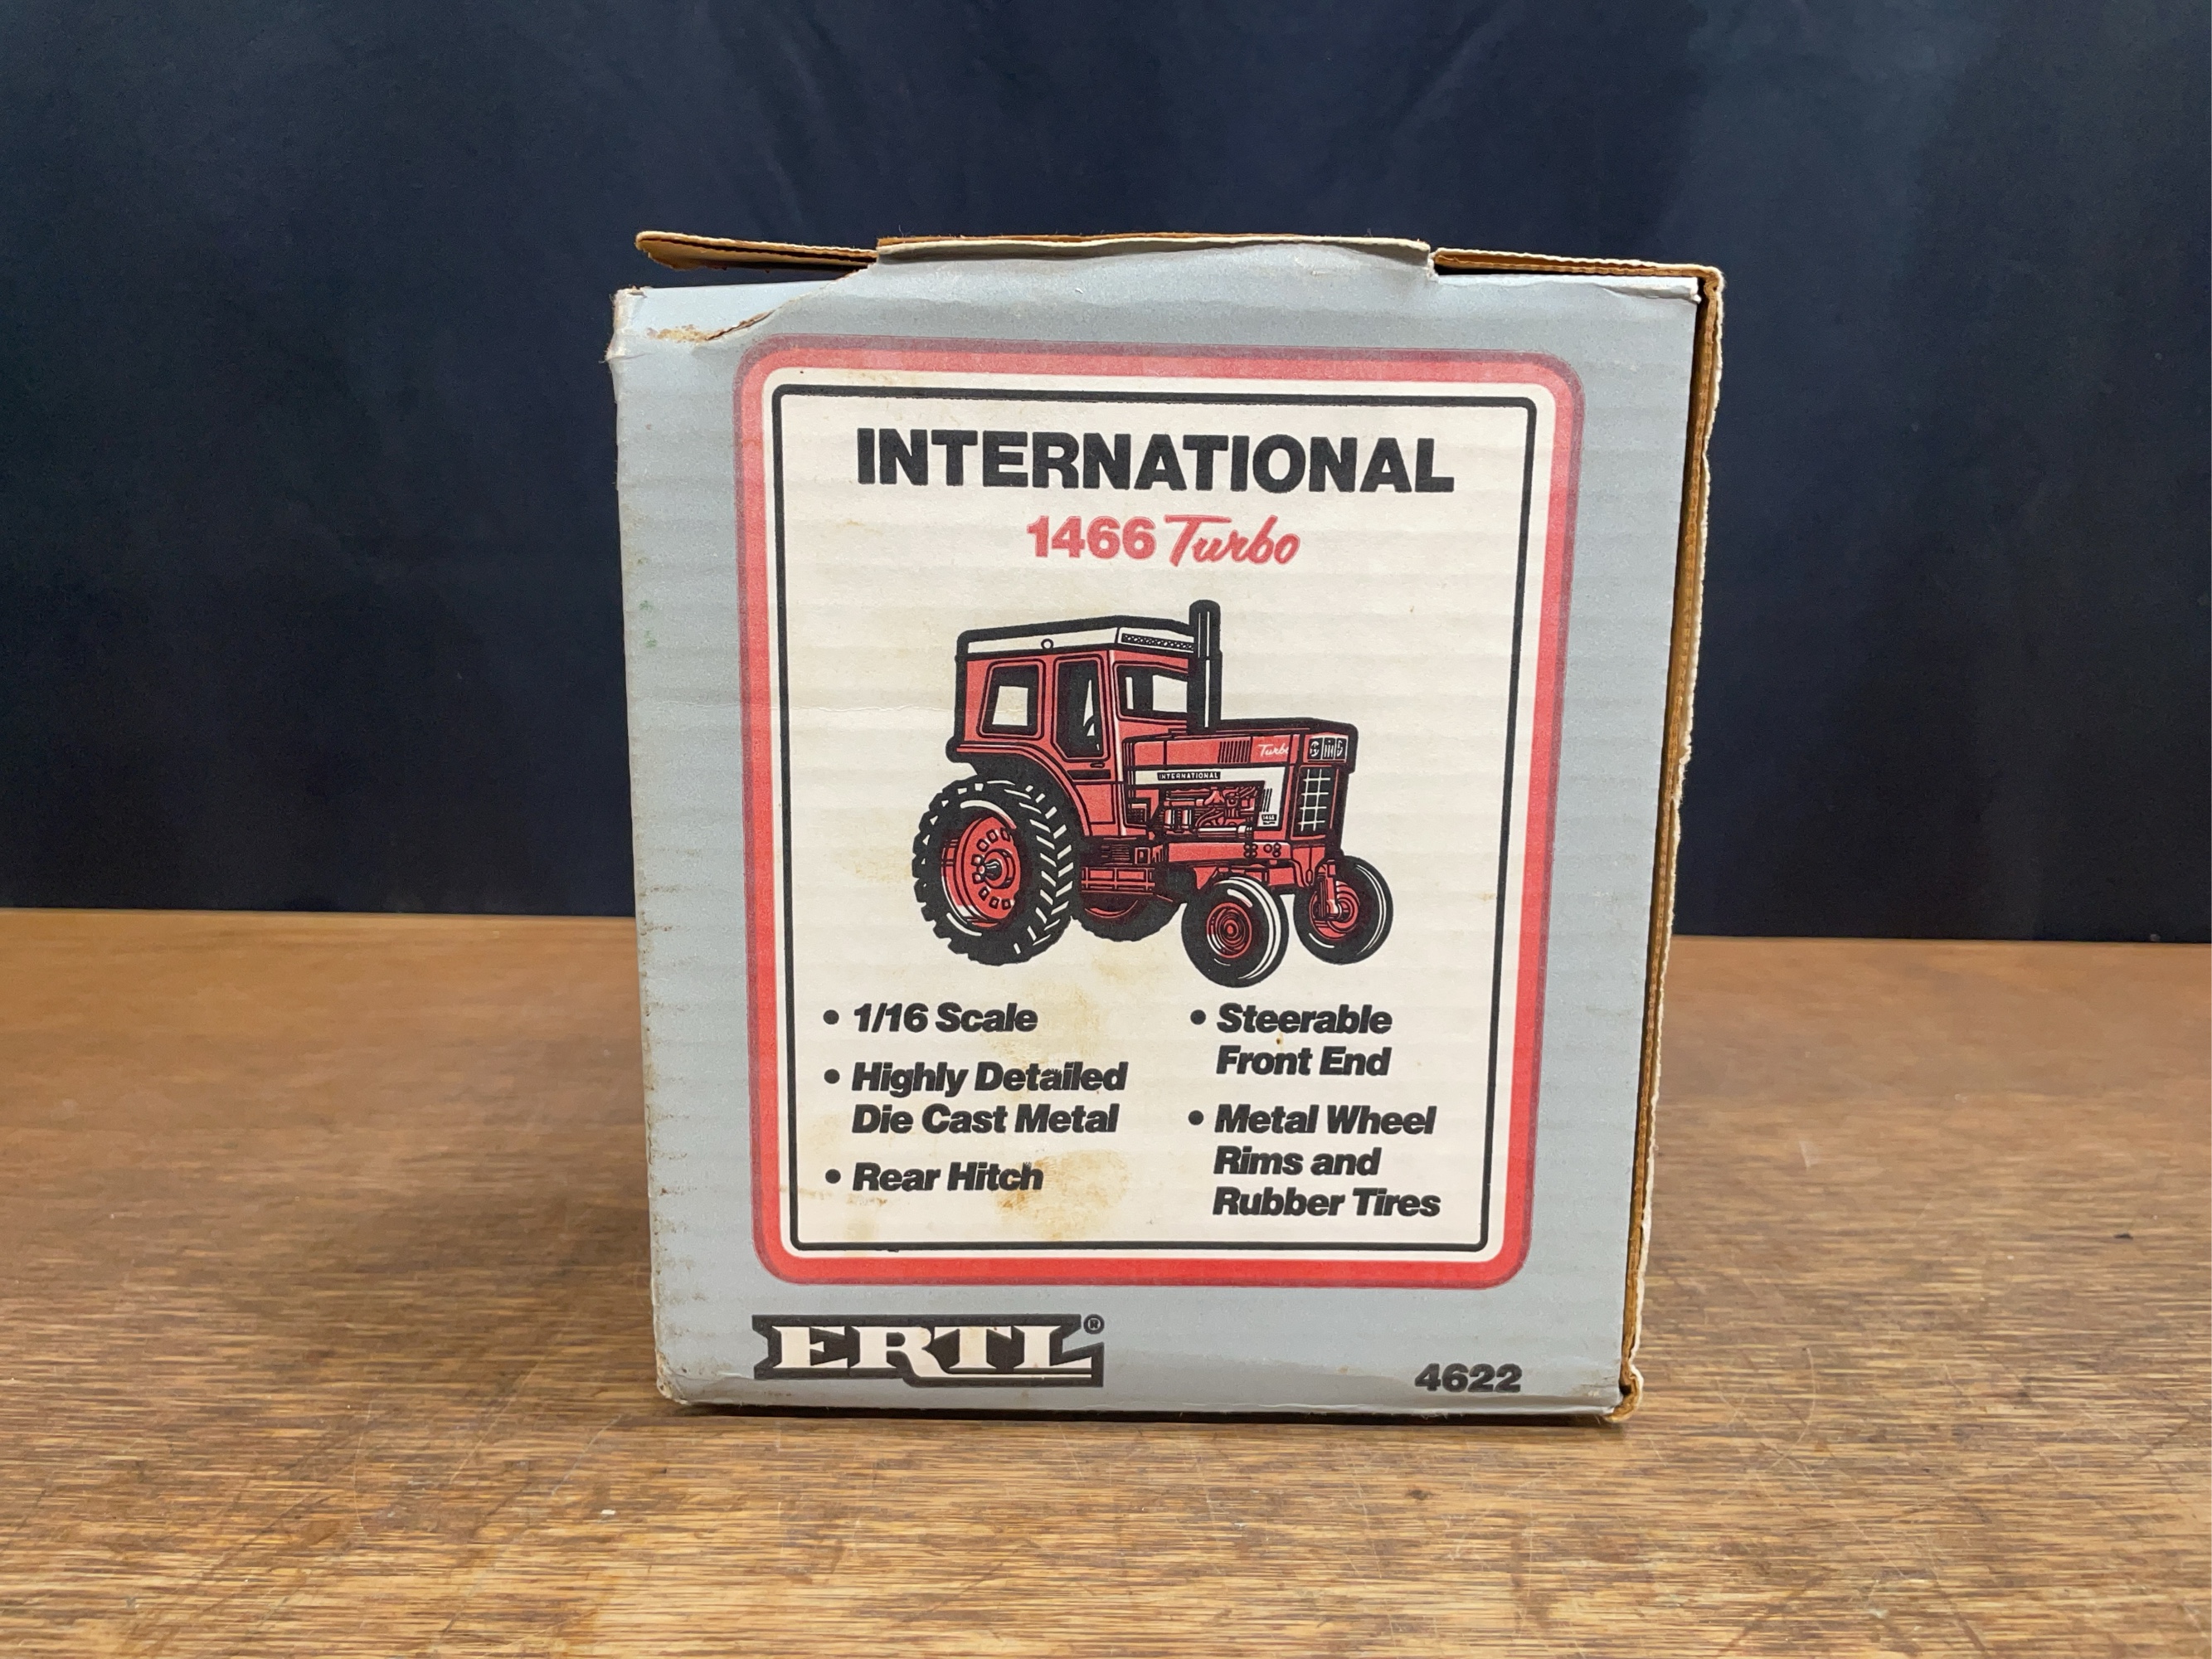 INTERNATIONAL
1466 Turbo
Turbo
INTERNATIONAL
• 1/16 Scale
• Highly Detailed
Die Cast Metal
• Rear Hitch
• Steerable
Front End
• Metal Wheel
Rims and
Rubber Tires
ERTL®
4622